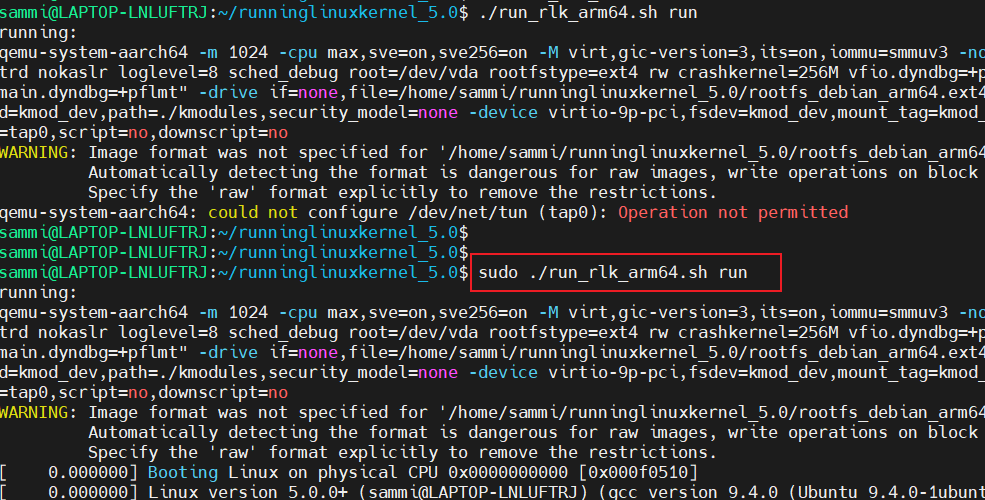 sammi@LAPTOP-LNLUFTRJ:~/runninglinuxkernel_5.0$ ./run_rlk_arm64.sh run
running:
qemu-system-aarch64 -m 1024 -cpu max,sve=on,sve256=on -M virt,gic-version=3,its=on,iommu=smmuv3 -no
trd nokaslr loglevel=8 sched_debug root=/dev/vda rootfstype=ext4 rw crashkernel=256M vfio.dyndbg=+p
main.dyndbg=+pflmt" -drive if=none,file=/home/sammi/runninglinuxkernel_5.0/rootfs_debian_arm64.ext4
d=kmod_dev,path=./kmodules,security_model=none -device virtio-9p-pci,fsdev=kmod_dev,mount_tag=kmod_
=tap0,script=no,downscript=no
WARNING: Image format was not specified for '/home/sammi/runninglinuxkernel_5.0/rootfs_debian_arm64
Automatically detecting the format is dangerous for raw images, write operations on block
Specify the 'raw' format explicitly to remove the restrictions.
qemu-system-aarch64: could not configure /dev/net/tun (tap0): Operation not permitted
sammi@LAPTOP-LNLUFTRJ:~/runninglinuxkernel_5.0$
sammi@LAPTOP-LNLUFTRJ:~/runninglinuxkernel_5.0$
sammi@LAPTOP-LNLUFTRJ:~/runninglinuxkernel_5.0$ sudo ./run_rlk_arm64.sh run
running:
qemu-system-aarch64 -m 1024 -cpu max,sve=on,sve256=on -M virt,gic-version=3,its=on,iommu=smmuv3 -no
trd nokaslr loglevel=8 sched_debug root=/dev/vda rootfstype=ext4 rw crashkernel=256M vfio.dyndbg=+p
main.dyndbg=+pflmt" -drive if=none,file=/home/sammi/runninglinuxkernel_5.0/rootfs_debian_arm64.ext4
d=kmod_dev,path=./kmodules,security_model=none -device virtio-9p-pci,fsdev=kmod_dev,mount_tag=kmod_
=tap0,script=no,downscript=no
WARNING: Image format was not specified for '/home/sammi/runninglinuxkernel_5.0/rootfs_debian_arm64
Automatically detecting the format is dangerous for raw images, write operations on block
Specify the 'raw' format explicitly to remove the restrictions.
[    0.000000] Booting Linux on physical CPU 0x0000000000 [0x000f0510]
[    0.000000] Linux version 5.0.0+ (sammi@LAPTOP-LNLUFTRJ) (gcc version 9.4.0 (Ubuntu 9.4.0-1ubunt